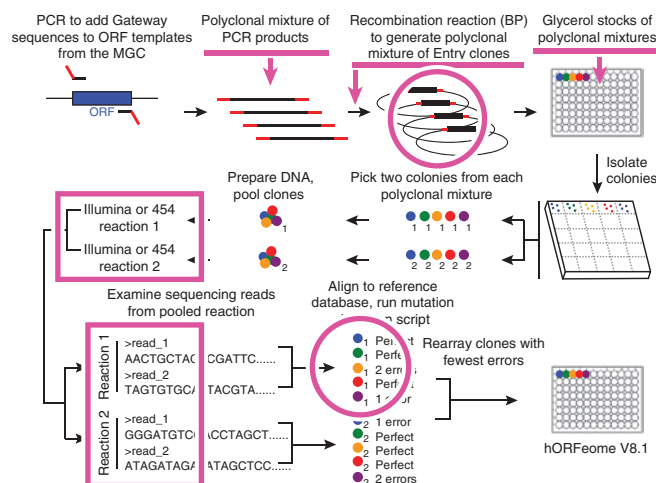 PCR to add Gateway
sequences to ORF templates
from the MGC
Polyclonal mixture of
PCR products
Recombination reaction (BP)
to generate polyclonal
mixture of Entry clones
Glycerol stocks of
polyclonal mixtures
ORF
Isolate
colonies
Pick two colonies from each
polyclonal mixture
Prepare DNA,
pool clones
Illumina or 454
reaction 1
Illumina or 454
reaction 2
1 1 1 1 1
2 2 2 2 2
1
2
Examine sequencing reads
from pooled reaction
Align to reference
database, run mutation
script
Rearray clones with
fewest errors
Reaction 1
>read_1
AACTGCTAC CGATTC......
>read_2
TAGTGTGCA TACGTA......
Reaction 2
>read_1
GGGATGTCC ACCTAGCT......
>read_2
ATAGATAGA ATAGCTCC......
1 Perfect
1 Perfect
1 2 errors
1 Perfect
1 1 error
2 1 error
2 Perfect
2 Perfect
2 Perfect
2 2 errors
hORFeome V8.1